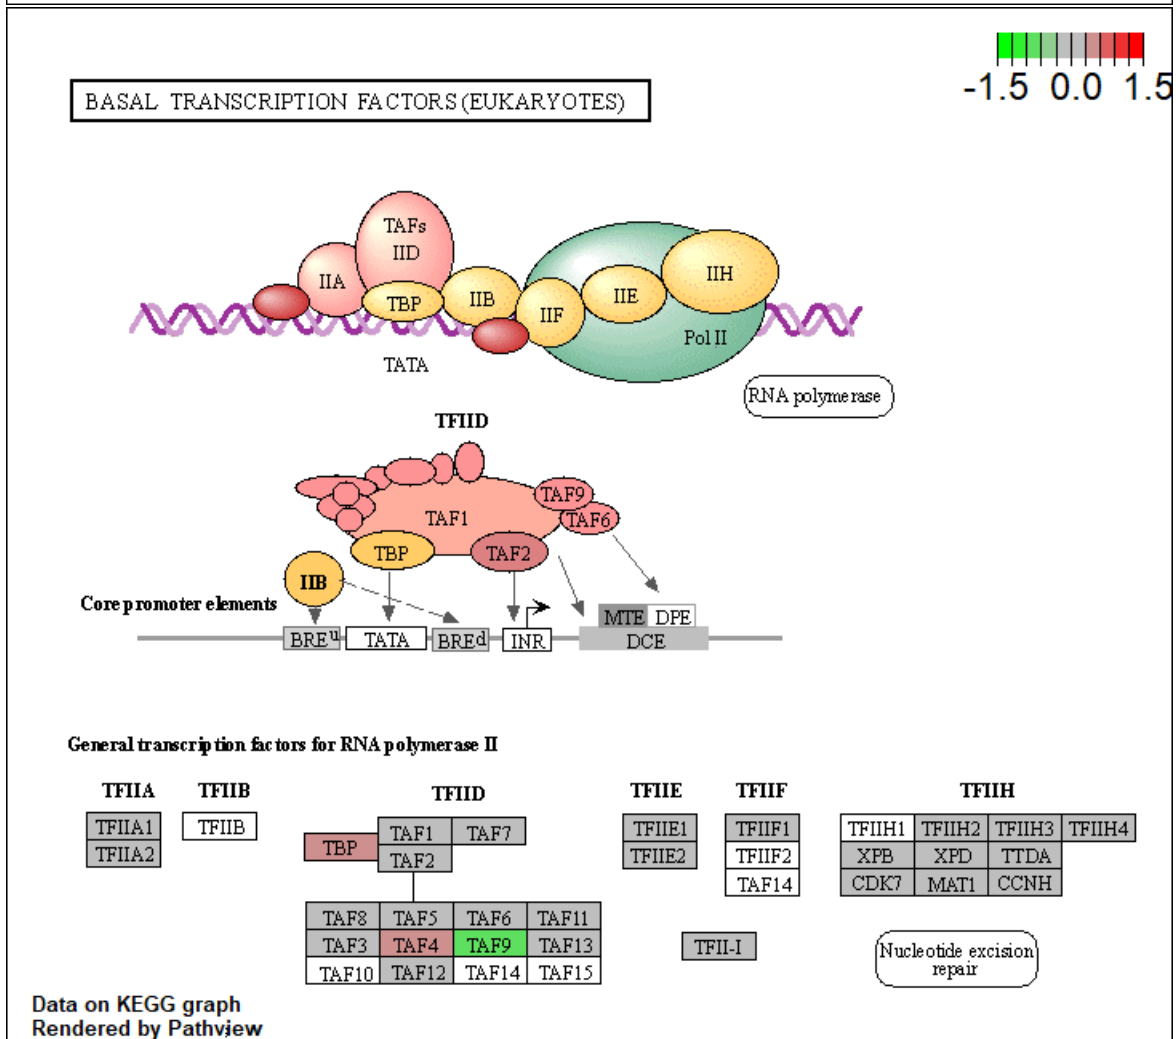 -1.5 0.0 1.5
BASAL TRANSCRIPTION FACTORS (EUKARYOTES)
TAFs
IID
IIA
TBP
IIB
IIF
IIE
IIH
Pol II
TATA
RNA polymerase
TFIID
TAF9
TAF6
TAF1
TBP
TAF2
IIB
Core promoter elements
MTE DPE
BREu TATA BREd INR DCE
General transcription factors for RNA polymerase II
TFIIA TFIIB TFIID TFIIE TFIIF TFIIH
TFIIA1
TFIIA2
TFIIB
TBP
TAF1 TAF7
TAF2
TAF8 TAF5 TAF6 TAF11
TAF3 TAF4 TAF9 TAF13
TAF10 TAF12 TAF14 TAF15
TFIIE1
TFIIE2
TFIIF1
TFIIF2
TAF14
TFIIH1 TFIIH2 TFIIH3 TFIIH4
XPB XPD TTDA
CDK7 MAT1 CCNH
TFII-I
Nucleotide excision
repair
Data on KEGG graph
Rendered by Pathview